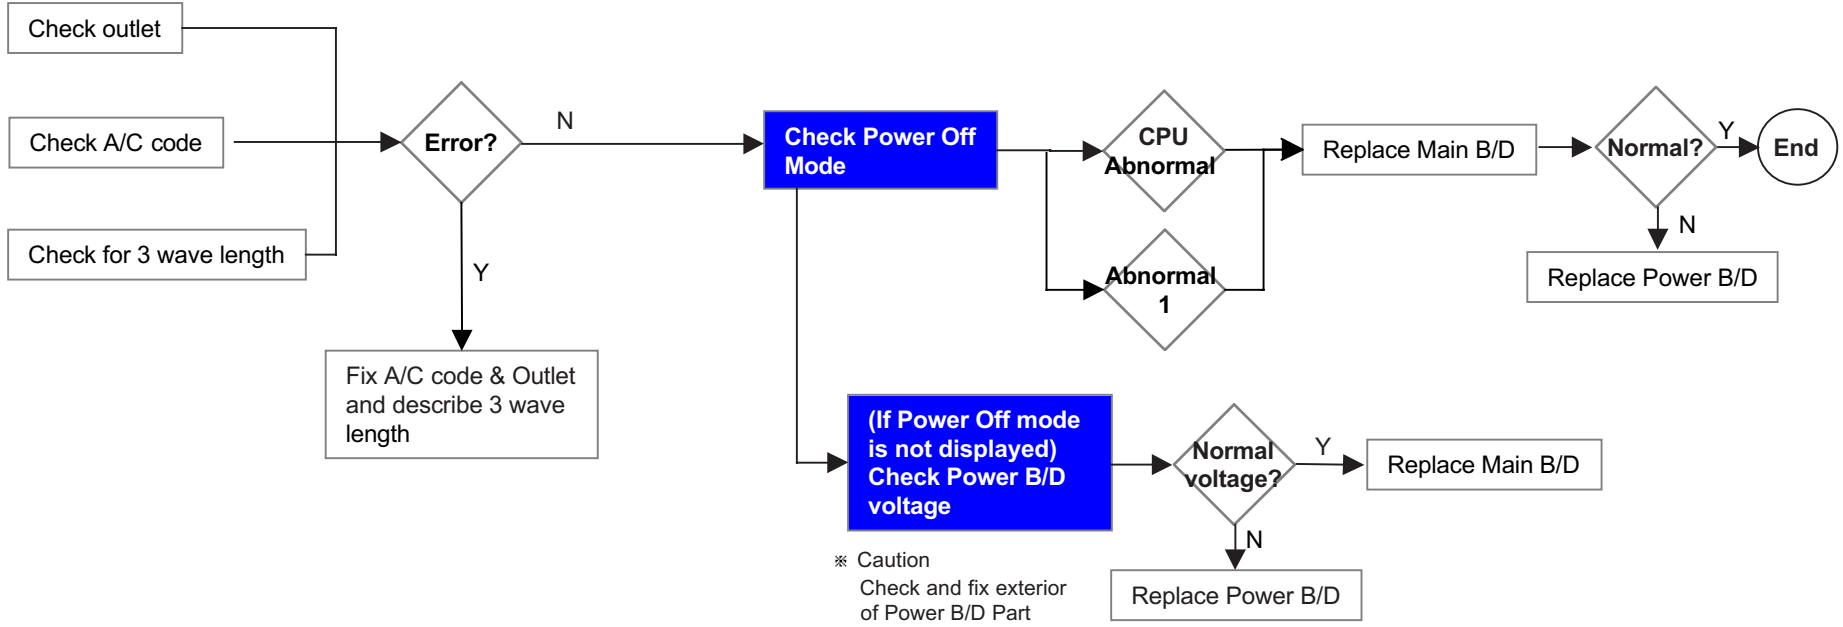 Check outlet
Check A/C code
Check for 3 wave length
Error?
N
Y
Fix A/C code & Outlet
and describe 3 wave
length
Check Power Off
Mode
CPU
Abnormal
Abnormal
1
Replace Main B/D
Normal?
Y
End
N
Replace Power B/D
(If Power Off mode
is not displayed)
Check Power B/D
voltage
※ Caution
Check and fix exterior
of Power B/D Part
Normal
voltage?
Y
Replace Main B/D
N
Replace Power B/D